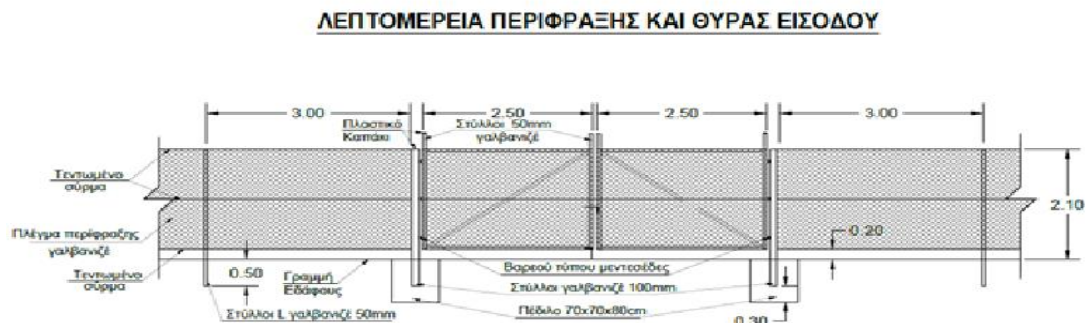 ΛΕΠΤΟΜΕΡΕΙΑ ΠΕΡΙΦΡΑΞΗΣ ΚΑΙ ΘΥΡΑΣ ΕΙΣΟΔΟΥ
3.00
2.50
2.50
3.00
Πλαστικό
Καπάκι
Στύλλοι 50mm
γαλβανιζέ
Τεντωμένο
σύρμα
2.10
Πλέγμα περίφραξης
γαλβανιζέ
0.20
Τεντωμένο
σύρμα
0.50
Γραμμή
Εδάφους
Βαρεού τύπου μεντεσέδες
Στύλλοι γαλβανιζέ 100mm
Στύλλοι L γαλβανιζέ 50mm
Πέδιλο 70x70x80cm
0.30